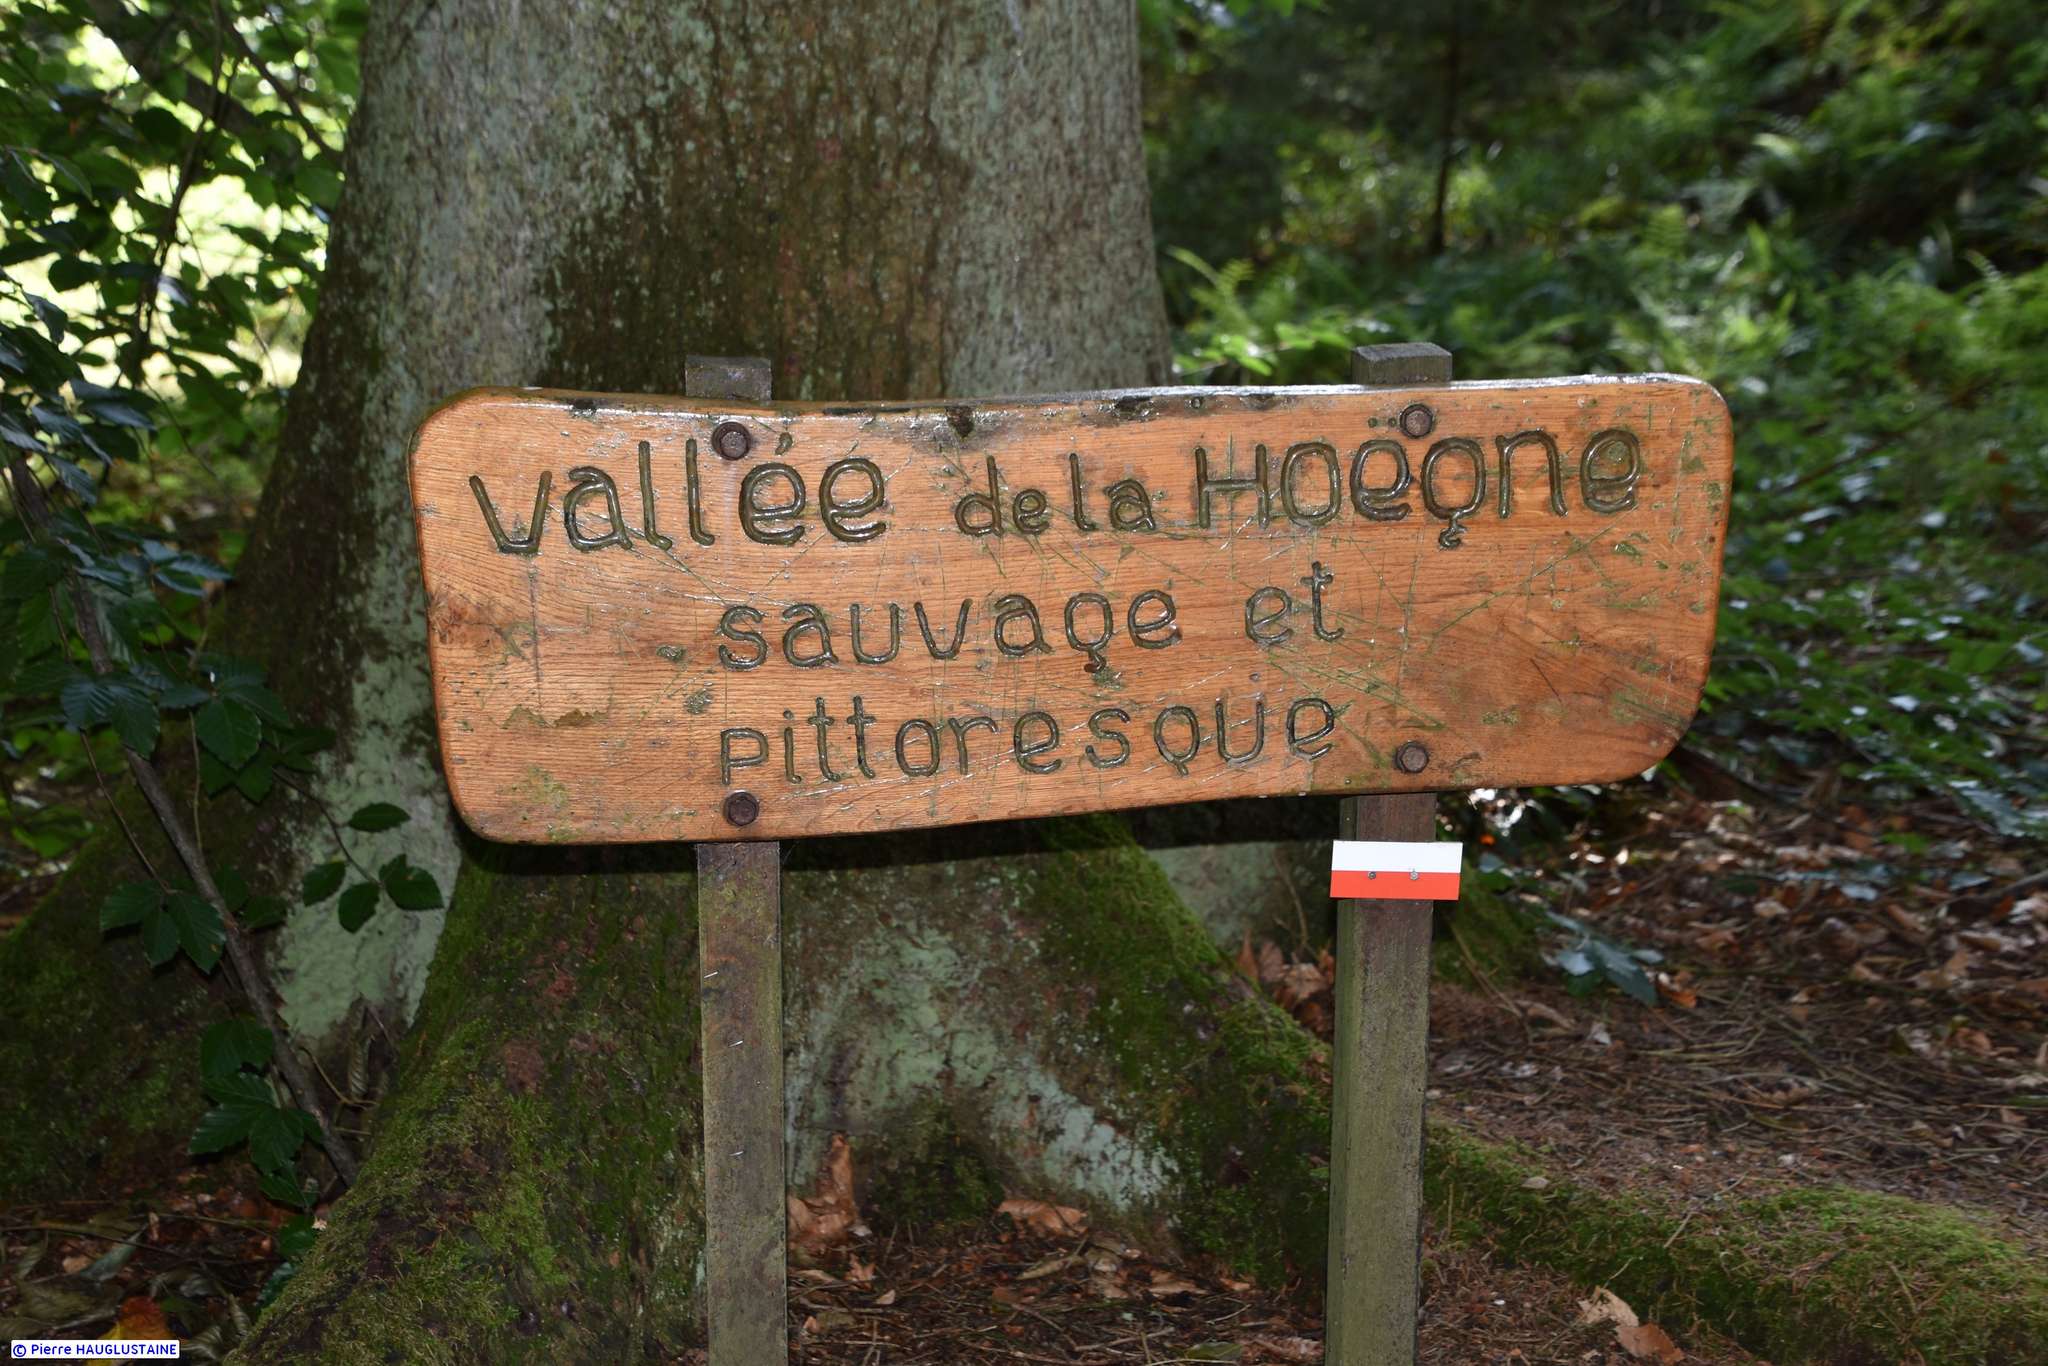 Vallée de la Hoëgne
sauvage et
pittoresque
© Pierre HAUGLUSTAINE